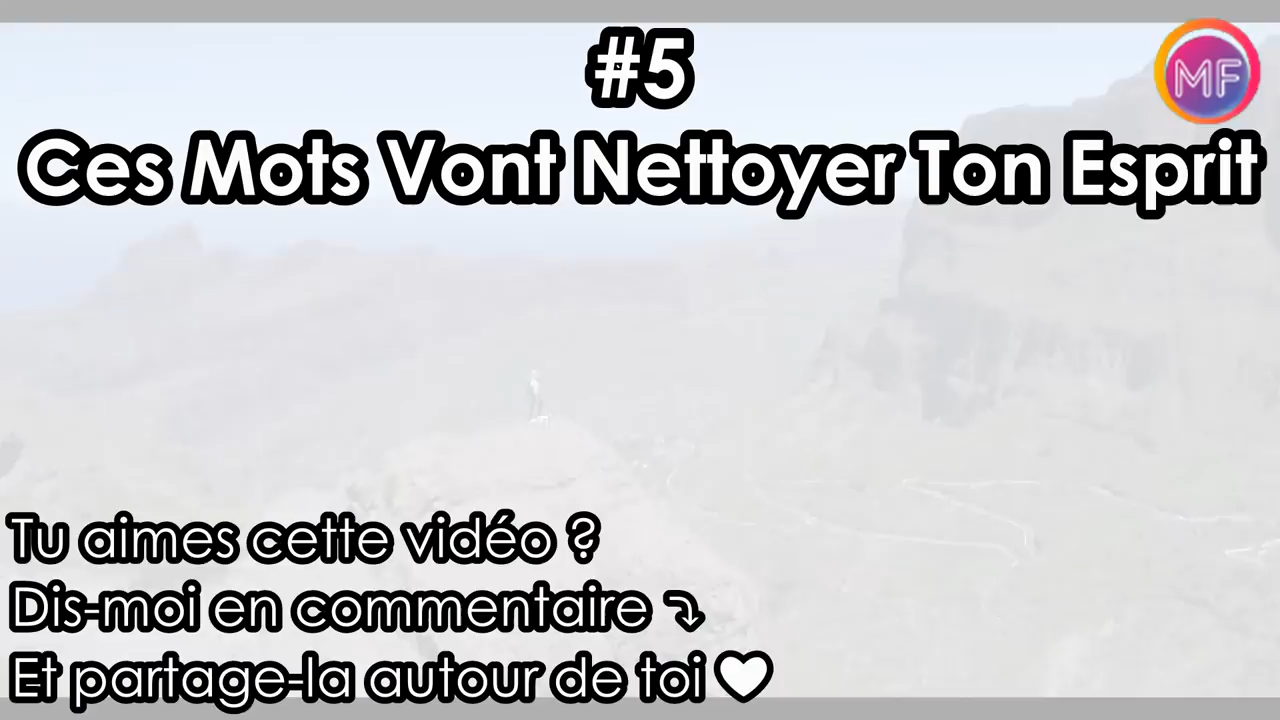 #5
MF
Ces Mots Vont Nettoyer Ton Esprit
Tu aimes cette vidéo ?
Dis-moi en commentaire ⤵
Et partage-la autour de toi ♥